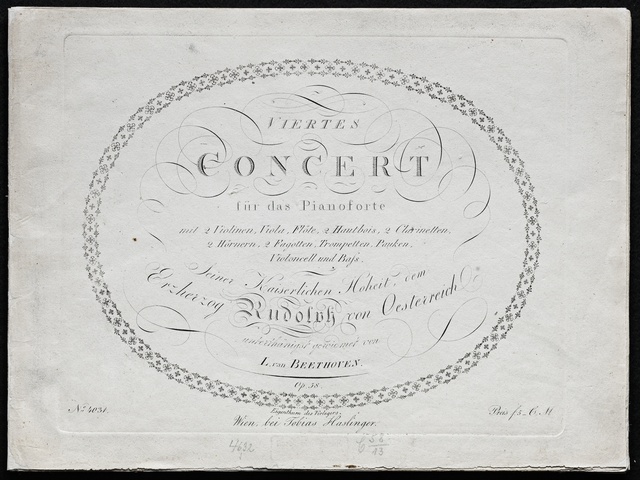 VIERTES
CONCERT
für das Pianoforte
mit 2 Violinen, Viola, Flöte, 2 Hautbois, 2 Clarinetten,
2 Hörnern, 2 Fagotten, Trompetten, Pauken,
Violoncell und Bass,
Seiner Kaiserlichen Hoheit, dem
Erzherzog Rudolph von Oesterreich
unterthänigst gewidmet von
L. van BEETHOVEN.
Op. 58.
Eigenthum des Verlegers.
No. 4031.
Wien, bei Tobias Haslinger.